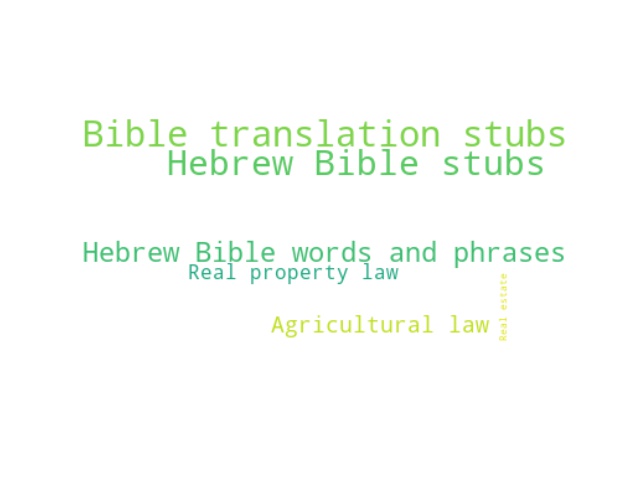 Bible translation stubs
Hebrew Bible stubs
Hebrew Bible words and phrases
Real property law
Agricultural law
Real estate